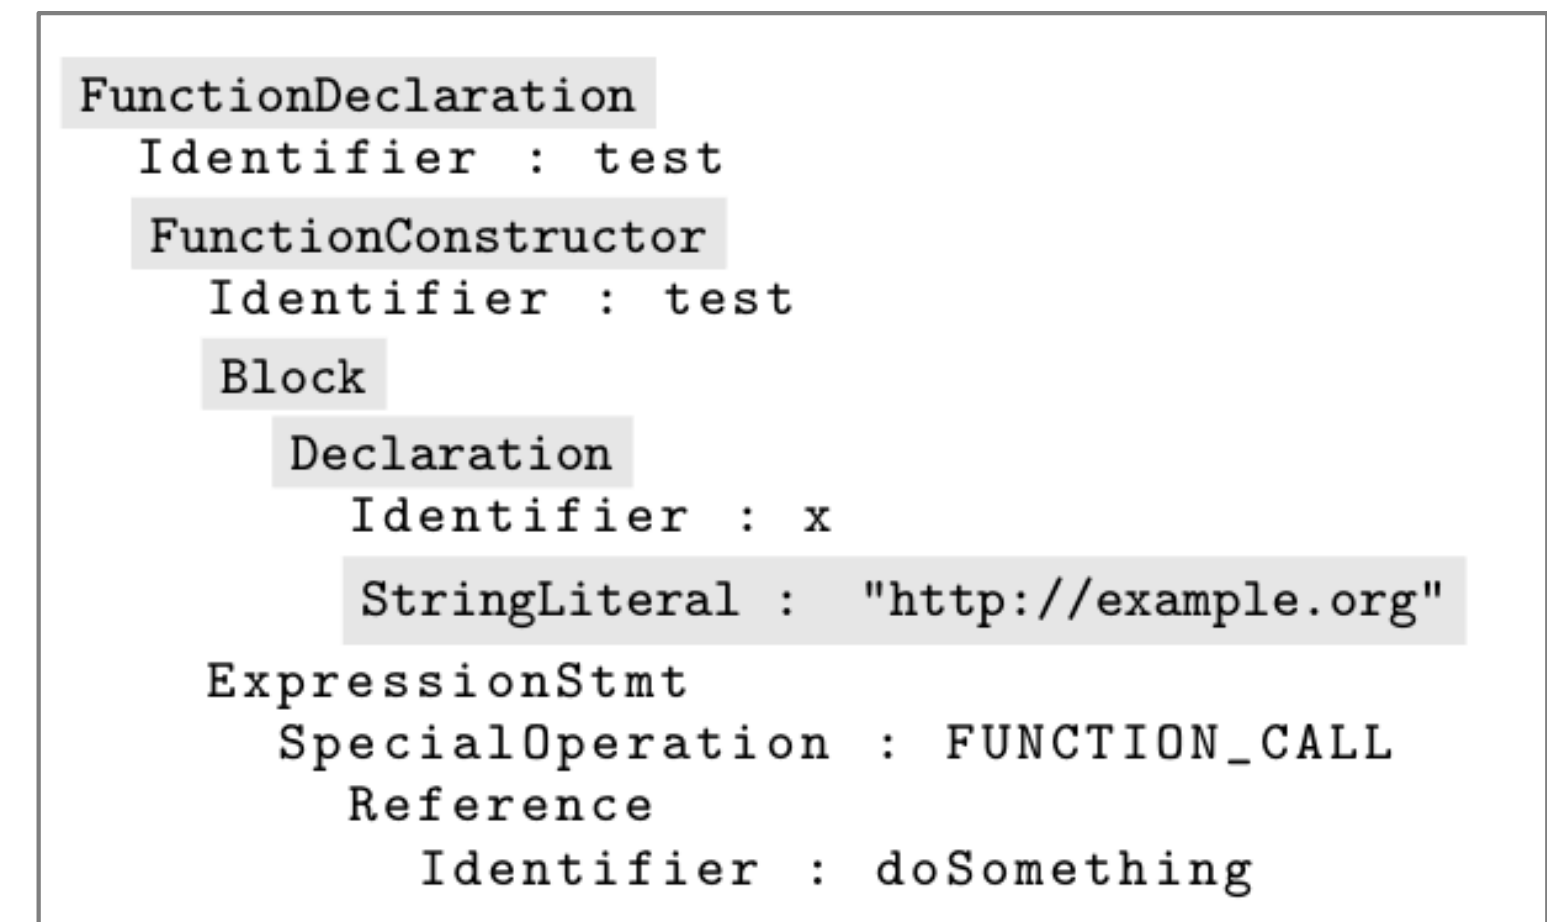 FunctionDeclaration
Identifier : test
FunctionConstructor
Identifier : test
Block
Declaration
Identifier : x
StringLiteral : "http://example.org"
ExpressionStmt
SpecialOperation : FUNCTION_CALL
Reference
Identifier : doSomething